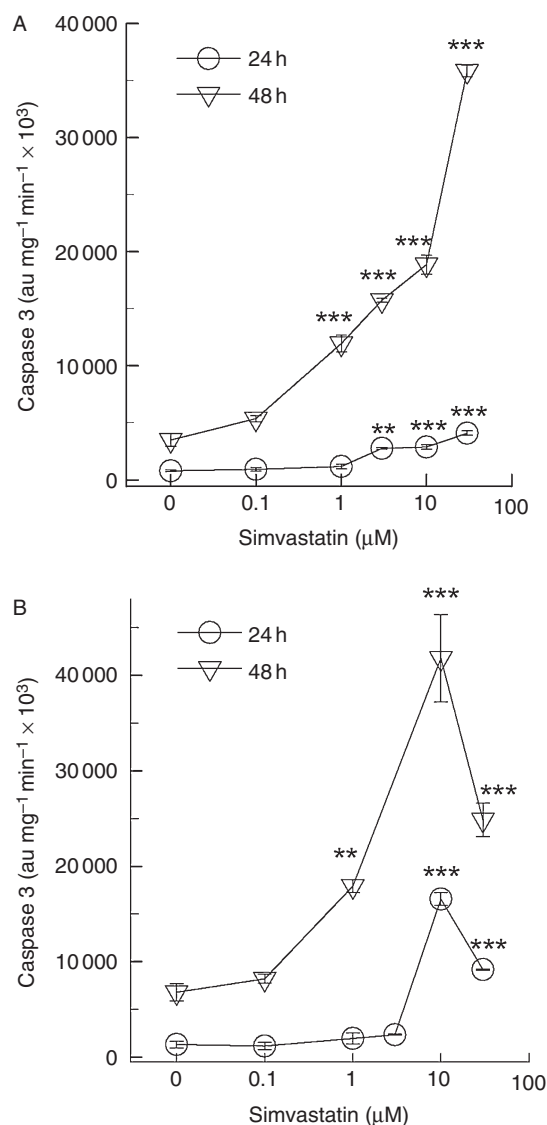 A
40 000
30 000
20 000
10 000
0
Caspase 3 (au mg⁻¹ min⁻¹ × 10³)
24 h
48 h
***
***
***
***
**
***
***
0 0.1 1 10 100
Simvastatin (μM)
B
40 000
30 000
20 000
10 000
0
Caspase 3 (au mg⁻¹ min⁻¹ × 10³)
24 h
48 h
***
***
**
***
***
0 0.1 1 10 100
Simvastatin (μM)